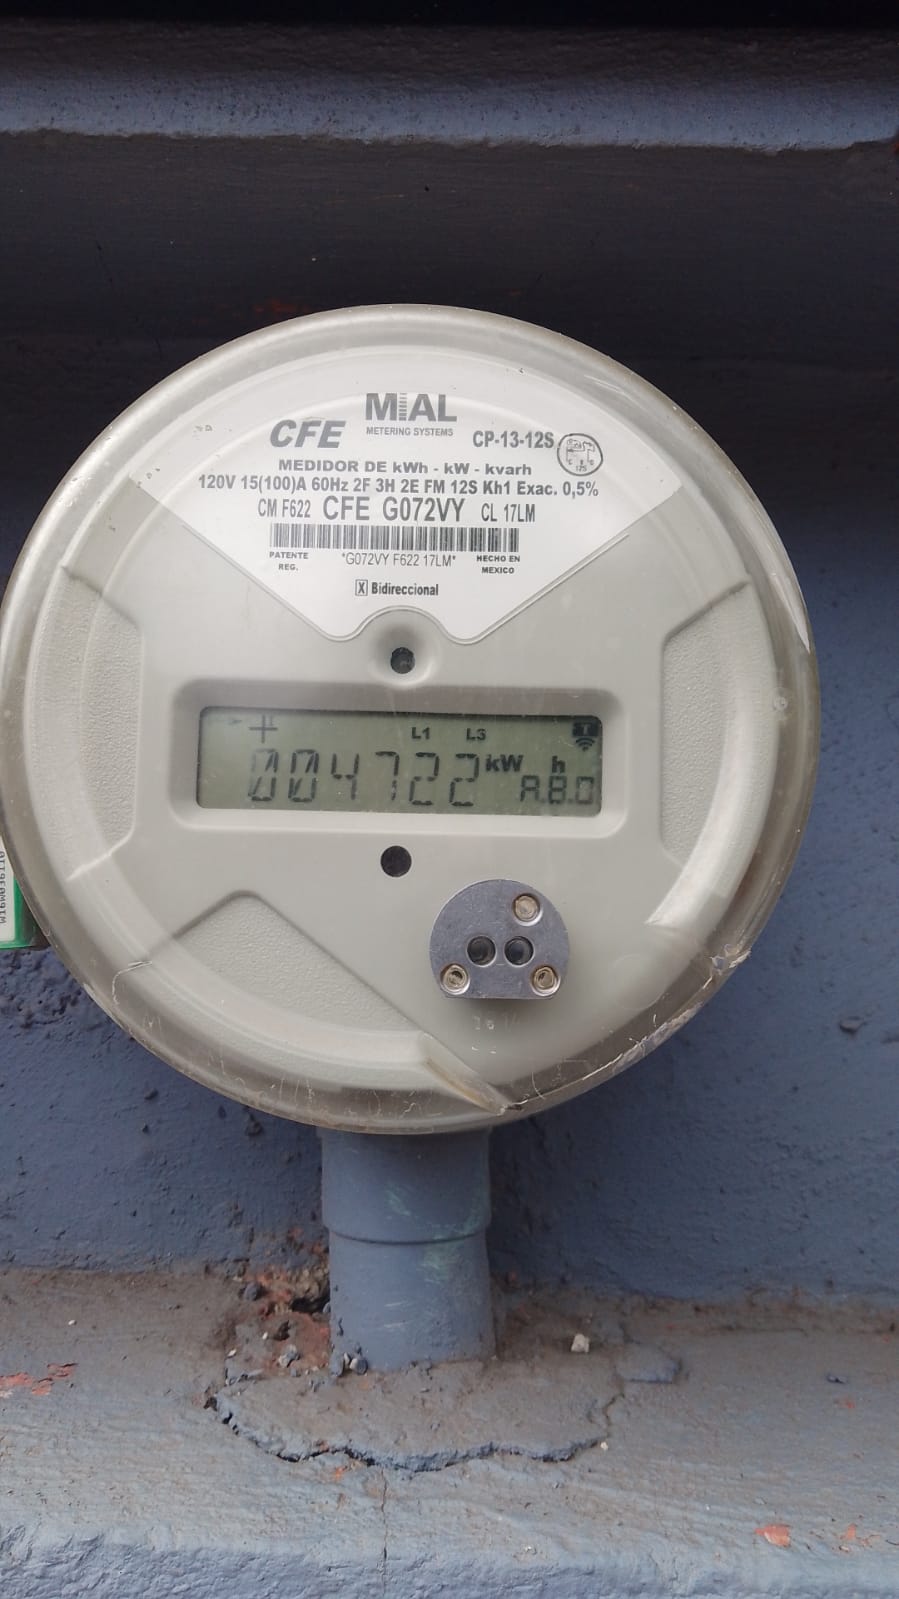 MIAL
METERING SYSTEMS
CFE
CP-13-12S
MEDIDOR DE kWh - kW - kvarh
120V 15(100)A 60Hz 2F 3H 2E FM 12S Kh1 Exac. 0,5%
CM F622 CFE G072VY CL 17LM
PATENTE REG.
*G072VY F622 17LM*
HECHO EN MEXICO
X Bidireccional
L1 L3
004722 kW h
A.B.0